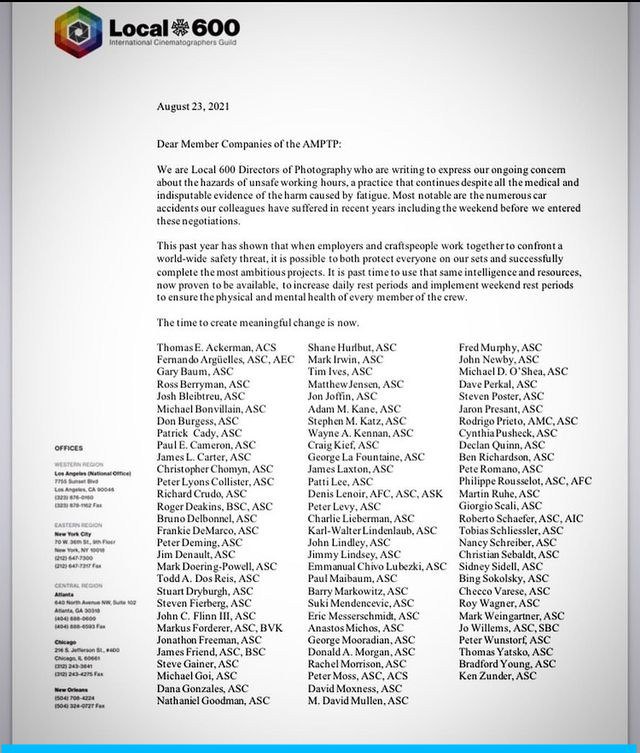 Local 600
International Cinematographers Guild
August 23, 2021
Dear Member Companies of the AMPTP:
We are Local 600 Directors of Photography who are writing to express our ongoing concern
about the hazards of unsafe working hours, a practice that continues despite all the medical and
indisputable evidence of the harm caused by fatigue. Most notable are the numerous car
accidents our colleagues have suffered in recent years including the weekend before we entered
these negotiations.
This past year has shown that when employers and craftspeople work together to confront a
world-wide safety threat, it is possible to both protect everyone on our sets and successfully
complete the most ambitious projects. It is past time to use that same intelligence and resources,
now proven to be available, to increase daily rest periods and implement weekend rest periods
to ensure the physical and mental health of every member of the crew.
The time to create meaningful change is now.
Thomas E. Ackerman, ACS
Fernando Argüelles, ASC, AEC
Gary Baum, ASC
Ross Berryman, ASC
Josh Bleibtreu, ASC
Michael Bonvillain, ASC
Don Burgess, ASC
Patrick Cady, ASC
Paul E. Cameron, ASC
James L. Carter, ASC
Christopher Chomyn, ASC
Peter Lyons Collister, ASC
Richard Crudo, ASC
Roger Deakins, BSC, ASC
Bruno Delbonnel, ASC
Frankie DeMarco, ASC
Peter Deming, ASC
Jim Denault, ASC
Mark Doering-Powell, ASC
Todd A. Dos Reis, ASC
Stuart Dryburgh, ASC
Steven Fierberg, ASC
John C. Flinn III, ASC
Markus Forderer, ASC, BVK
Jonathon Freeman, ASC
James Friend, ASC, BSC
Steve Gainer, ASC
Michael Goi, ASC
Dana Gonzales, ASC
Nathaniel Goodman, ASC
Shane Hurlbut, ASC
Mark Irwin, ASC
Tim Ives, ASC
Matthew Jensen, ASC
Jon Joffin, ASC
Adam M. Kane, ASC
Stephen M. Katz, ASC
Wayne A. Kennan, ASC
Craig Kief, ASC
George La Fountaine, ASC
James Laxton, ASC
Patti Lee, ASC
Denis Lenoir, AFC, ASC, ASK
Peter Levy, ASC
Charlie Lieberman, ASC
Karl-Walter Lindenlaub, ASC
John Lindley, ASC
Jimmy Lindsey, ASC
Emmanual Chivo Lubezki, ASC
Paul Maibaum, ASC
Barry Markowitz, ASC
Suki Mendencevic, ASC
Eric Messerschmidt, ASC
Anastos Michos, ASC
George Mooradian, ASC
Donald A. Morgan, ASC
Rachel Morrison, ASC
Peter Moss, ASC, ACS
David Moxness, ASC
M. David Mullen, ASC
Fred Murphy, ASC
John Newby, ASC
Michael D. O'Shea, ASC
Dave Perkal, ASC
Steven Poster, ASC
Jaron Presant, ASC
Rodrigo Prieto, AMC, ASC
Cynthia Pusheck, ASC
Declan Quinn, ASC
Ben Richardson, ASC
Pete Romano, ASC
Philippe Rousselot, ASC, AFC
Martin Ruhe, ASC
Giorgio Scali, ASC
Roberto Schaefer, ASC, AIC
Tobias Schliessler, ASC
Nancy Schreiber, ASC
Christian Sebaldt, ASC
Sidney Sidell, ASC
Bing Sokolsky, ASC
Checco Varese, ASC
Roy Wagner, ASC
Mark Weingartner, ASC
Jo Willems, ASC, SBC
Peter Wunstorf, ASC
Thomas Yatsko, ASC
Bradford Young, ASC
Ken Zunder, ASC
OFFICES
WESTERN REGION
Los Angeles (National Office)
7755 Sunset Blvd
Los Angeles, CA 90046
(323) 876-0160
(323) 878-1162 Fax
EASTERN REGION
New York City
70 W. 36th St., 9th Floor
New York, NY 10018
(212) 647-7300
(212) 647-7317 Fax
CENTRAL REGION
Atlanta
640 North Avenue NW, Suite 102
Atlanta, GA 30318
(404) 888-0600
(404) 888-6593 Fax
Chicago
216 S. Jefferson St., #400
Chicago, IL 60661
(312) 243-3841
(312) 243-4275 Fax
New Orleans
(504) 708-4224
(504) 324-0727 Fax